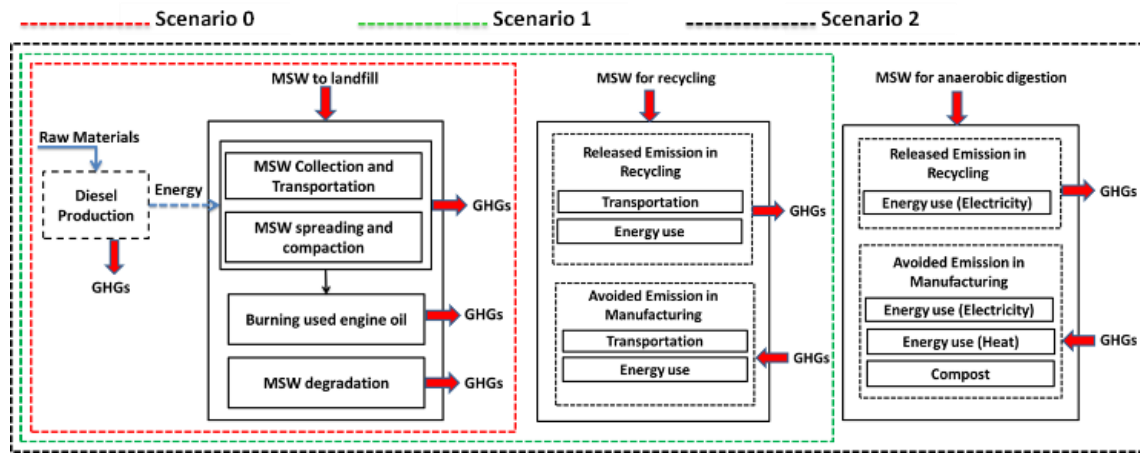 Scenario 0
Scenario 1
Scenario 2
MSW to landfill
Raw Materials
Diesel
Production
Energy
GHGs
MSW Collection and
Transportation
MSW spreading and
compaction
GHGs
Burning used engine oil
GHGs
MSW degradation
GHGs
MSW for recycling
Released Emission in
Recycling
Transportation
Energy use
GHGs
Avoided Emission in
Manufacturing
Transportation
Energy use
GHGs
MSW for anaerobic digestion
Released Emission in
Recycling
Energy use (Electricity)
GHGs
Avoided Emission in
Manufacturing
Energy use (Electricity)
Energy use (Heat)
Compost
GHGs